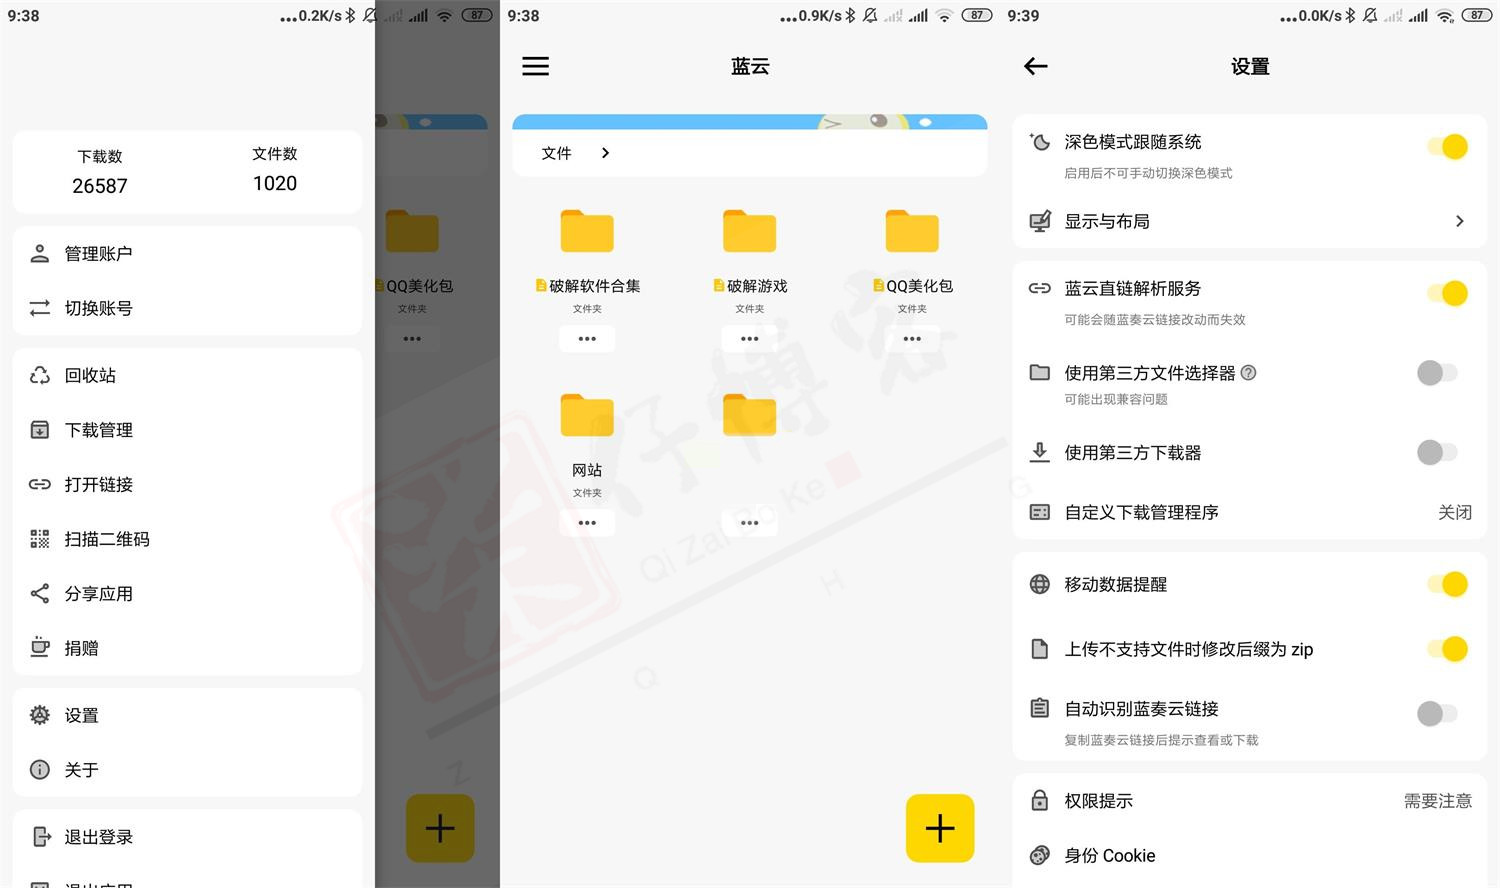 9:38
...0.2K/s
87
下载数
文件数
26587
1020
管理账户
切换账号
回收站
下载管理
打开链接
扫描二维码
分享应用
捐赠
设置
关于
退出登录
QQ美化包
文件夹
9:38
...0.9K/s
87
蓝云
文件
破解软件合集
文件夹
破解游戏
文件夹
QQ美化包
文件夹
网站
文件夹
9:39
...0.0K/s
87
设置
深色模式跟随系统
启用后不可手动切换深色模式
显示与布局
蓝云直链解析服务
可能会随蓝奏云链接改动而失效
使用第三方文件选择器
可能出现兼容问题
使用第三方下载器
自定义下载管理程序
关闭
移动数据提醒
上传不支持文件时修改后缀为 zip
自动识别蓝奏云链接
复制蓝奏云链接后提示查看或下载
权限提示
需要注意
身份 Cookie
仔博客
Qi Zai Bo Ke
Q
Z
H
G